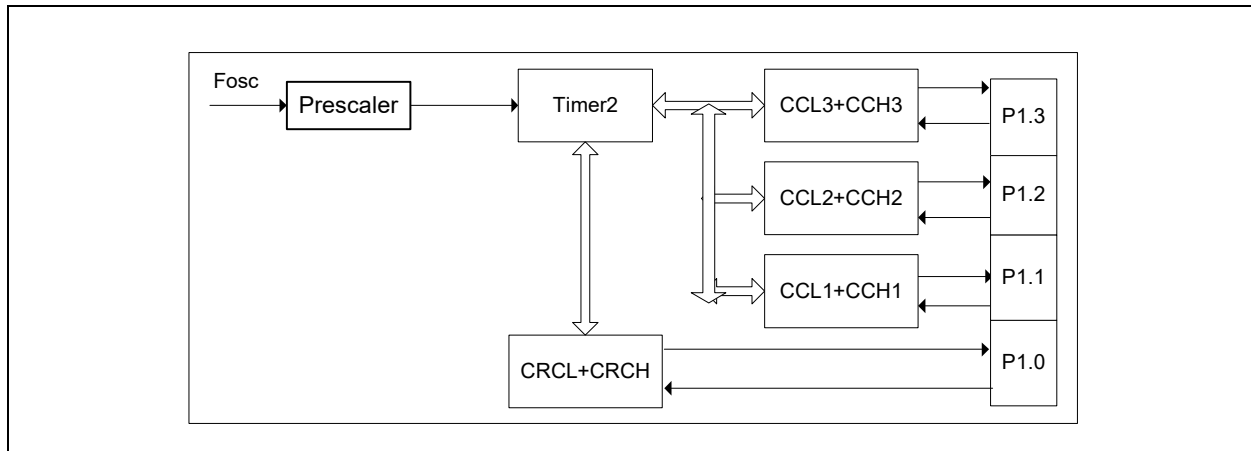 Fosc
Prescaler
Timer2
CCL3+CCH3
P1.3
CCL2+CCH2
P1.2
CCL1+CCH1
P1.1
CRCL+CRCH
P1.0